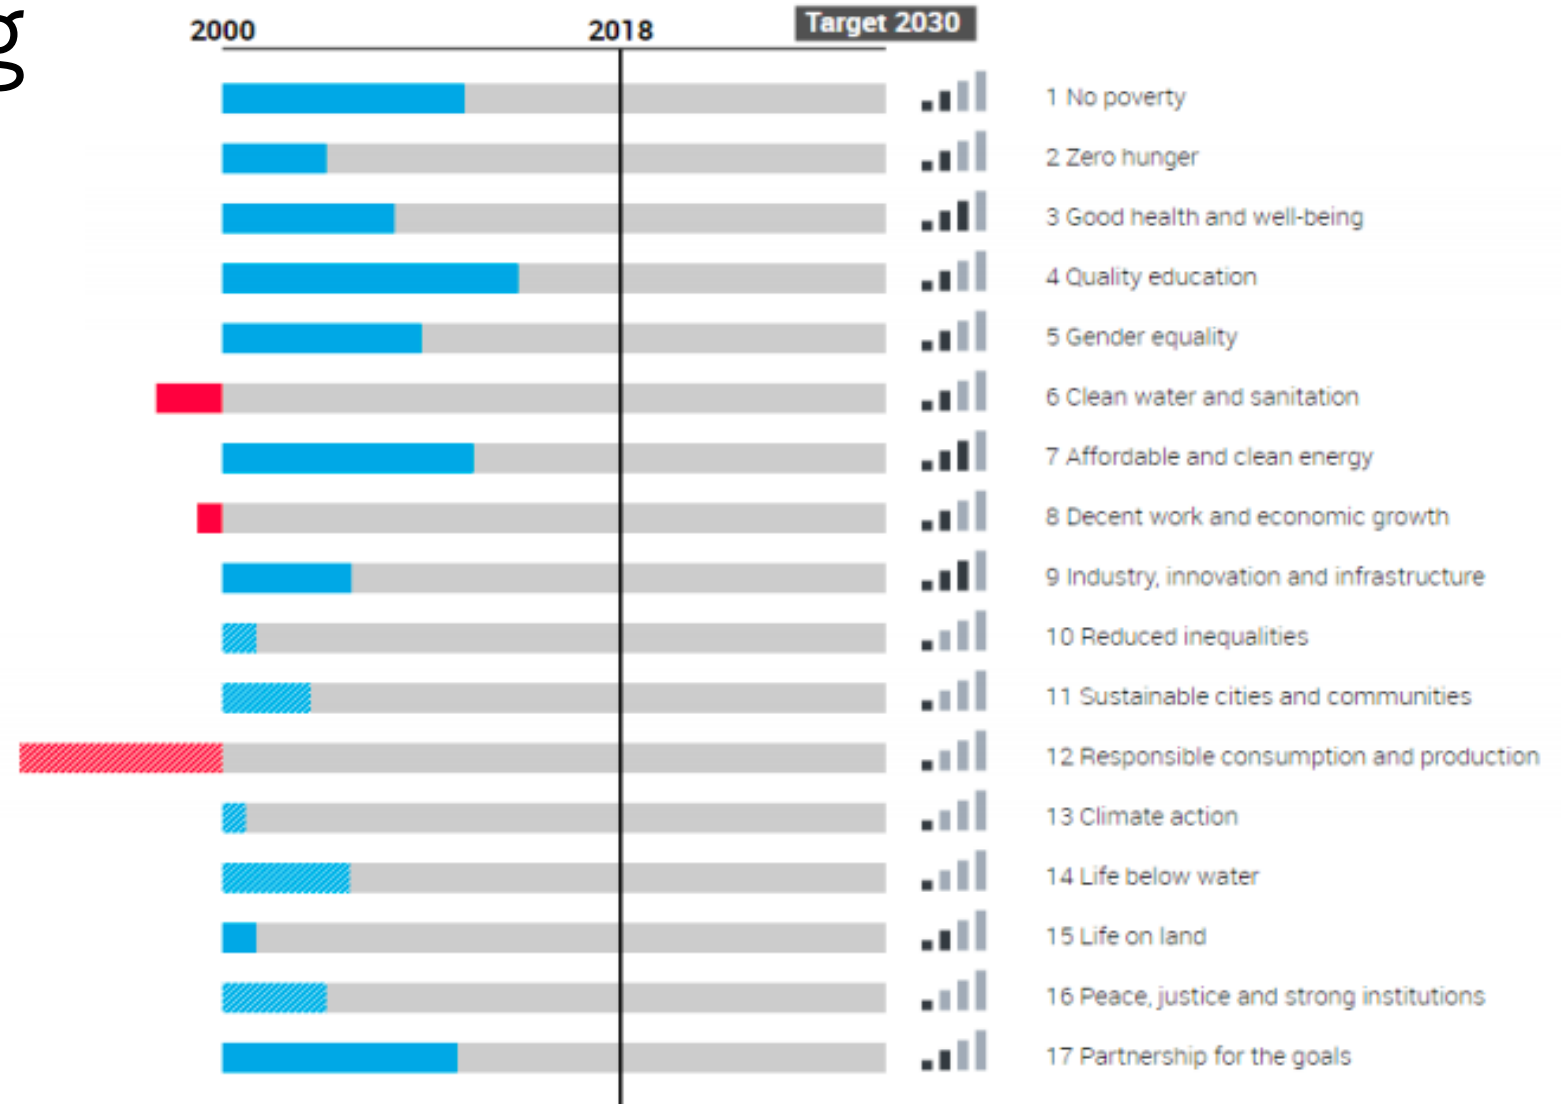 g
2000 2018 Target 2030
1 No poverty
2 Zero hunger
3 Good health and well-being
4 Quality education
5 Gender equality
6 Clean water and sanitation
7 Affordable and clean energy
8 Decent work and economic growth
9 Industry, innovation and infrastructure
10 Reduced inequalities
11 Sustainable cities and communities
12 Responsible consumption and production
13 Climate action
14 Life below water
15 Life on land
16 Peace, justice and strong institutions
17 Partnership for the goals